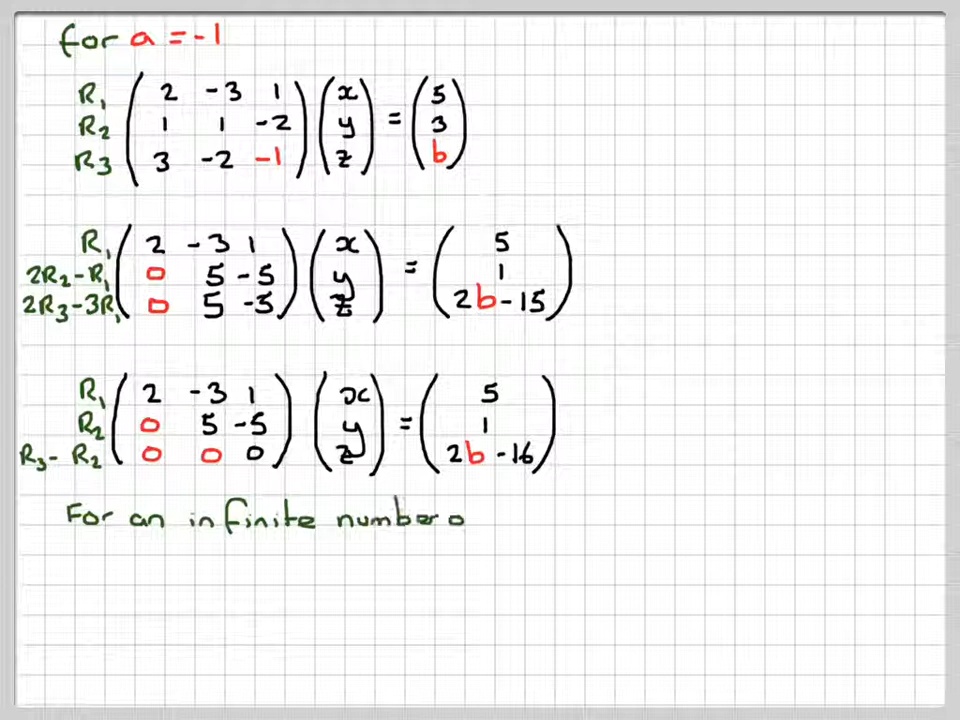 for a = -1
R₁ ( 2 -3 1 ) ( x ) ( 5 )
R₂ ( 1 1 -2 ) ( y ) = ( 3 )
R₃ ( 3 -2 -1 ) ( z ) ( b )
R₁ ( 2 -3 1 ) ( x ) ( 5 )
2R₂-R₁ ( 0 5 -5 ) ( y ) = ( 1 )
2R₃-3R₁ ( 0 5 -5 ) ( z ) ( 2b-15 )
R₁ ( 2 -3 1 ) ( x ) ( 5 )
R₂ ( 0 5 -5 ) ( y ) = ( 1 )
R₃-R₂ ( 0 0 0 ) ( z ) ( 2b-16 )
For an infinite number o